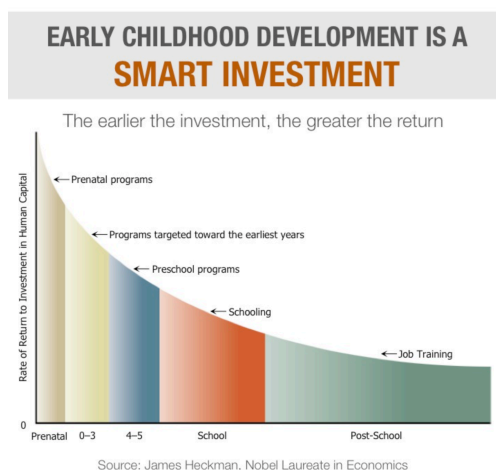 EARLY CHILDHOOD DEVELOPMENT IS A
SMART INVESTMENT
The earlier the investment, the greater the return
Rate of Return to Investment in Human Capital
Prenatal programs
Programs targeted toward the earliest years
Preschool programs
Schooling
Job Training
0
Prenatal 0–3 4–5 School Post-School
Source: James Heckman, Nobel Laureate in Economics